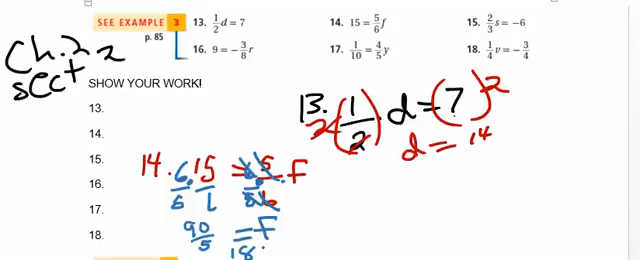 SEE EXAMPLE 3
p. 85
13. 1/2 d = 7
14. 15 = 5/6 f
15. 2/3 s = −6
16. 9 = −3/8 r
17. 1/10 = 4/5 y
18. 1/4 v = −3/4
Ch. 2
sect 2
SHOW YOUR WORK!
13.
14.
15.
16.
17.
18.
13. 2(1/2) d = (7)2
d = 14
14. 6/5 · 15/1 = 6/5 · 5/6 · f
90/5 = f
18